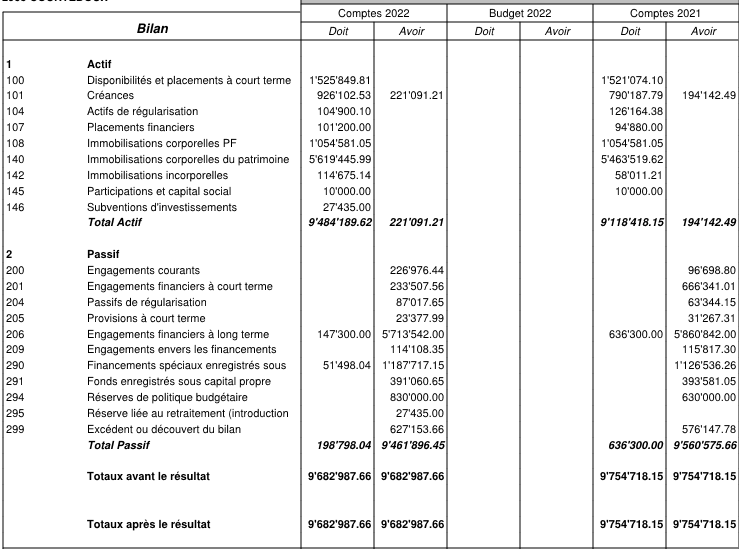 Comptes 2022 Budget 2022 Comptes 2021
Bilan Doit Avoir Doit Avoir Doit Avoir
1 Actif
100 Disponibilités et placements à court terme 1'525'849.81 1'521'074.10
101 Créances 926'102.53 221'091.21 790'187.79 194'142.49
104 Actifs de régularisation 104'900.10 126'164.38
107 Placements financiers 101'200.00 94'880.00
108 Immobilisations corporelles PF 1'054'581.05 1'054'581.05
140 Immobilisations corporelles du patrimoine 5'619'445.99 5'463'519.62
142 Immobilisations incorporelles 114'675.14 58'011.21
145 Participations et capital social 10'000.00 10'000.00
146 Subventions d'investissements 27'435.00
Total Actif 9'484'189.62 221'091.21 9'118'418.15 194'142.49
2 Passif
200 Engagements courants 226'976.44 96'698.80
201 Engagements financiers à court terme 233'507.56 666'341.01
204 Passifs de régularisation 87'017.65 63'344.15
205 Provisions à court terme 23'377.99 31'267.31
206 Engagements financiers à long terme 147'300.00 5'713'542.00 636'300.00 5'860'842.00
209 Engagements envers les financements 114'108.35 115'817.30
290 Financements spéciaux enregistrés sous 51'498.04 1'187'717.15 1'126'536.26
291 Fonds enregistrés sous capital propre 391'060.65 393'581.05
294 Réserves de politique budgétaire 830'000.00 630'000.00
295 Réserve liée au retraitement (introduction 27'435.00
299 Excédent ou découvert du bilan 627'153.66 576'147.78
Total Passif 198'798.04 9'461'896.45 636'300.00 9'560'575.66
Totaux avant le résultat 9'682'987.66 9'682'987.66 9'754'718.15 9'754'718.15
Totaux après le résultat 9'682'987.66 9'682'987.66 9'754'718.15 9'754'718.15